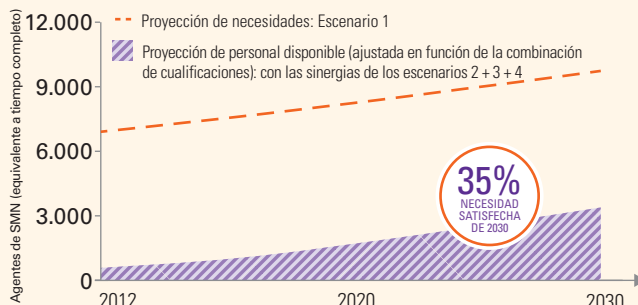 Agentes de SMN (equivalente a tiempo completo)
12.000
9.000
6.000
3.000
0
Proyección de necesidades: Escenario 1
Proyección de personal disponible (ajustada en función de la combinación
de cualificaciones): con las sinergias de los escenarios 2 + 3 + 4
35%
NECESIDAD
SATISFECHA
DE 2030
2012
2020
2030